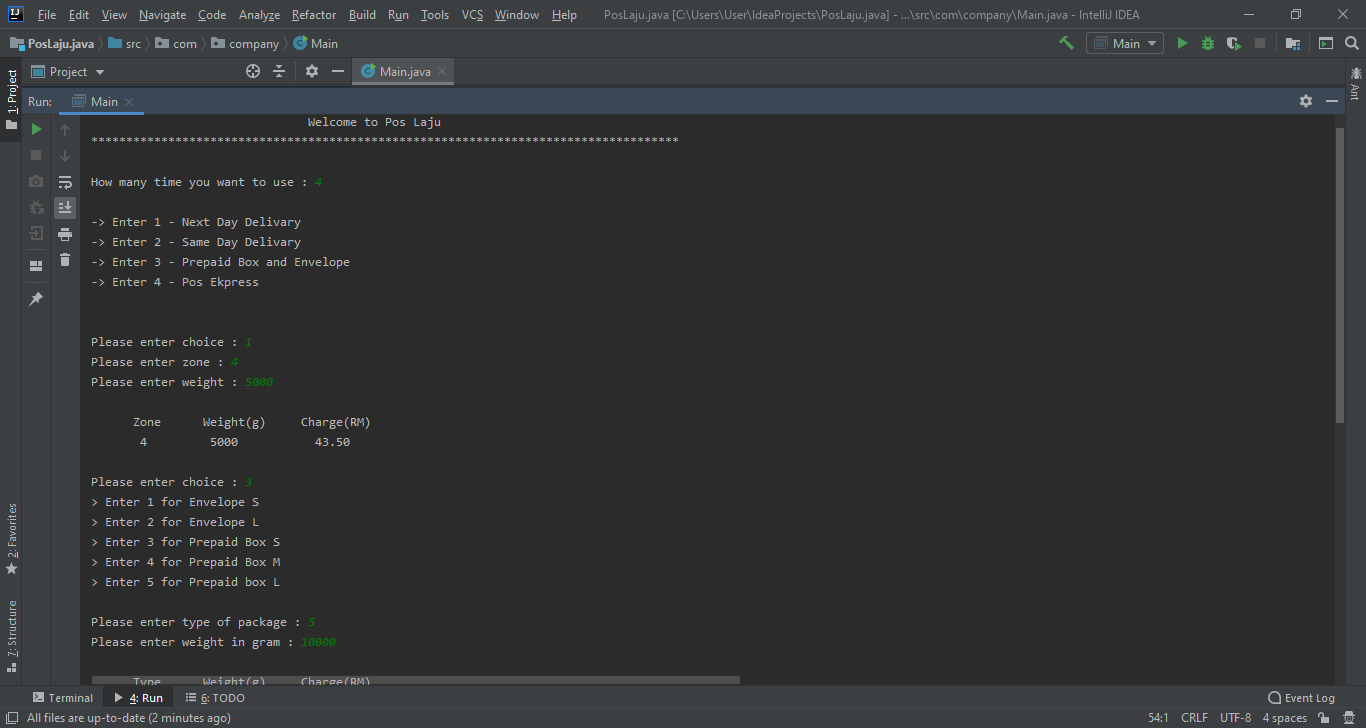 File Edit View Navigate Code Analyze Refactor Build Run Tools VCS Window Help PosLaju.java [C:\Users\User\IdeaProjects\PosLaju.java] - ...\src\com\company\Main.java - IntelliJ IDEA
PosLaju.java src com company Main Main
Project Main.java
1: Project
Ant
Run: Main
Welcome to Pos Laju
************************************************************************************
How many time you want to use : 4
-> Enter 1 - Next Day Delivary
-> Enter 2 - Same Day Delivary
-> Enter 3 - Prepaid Box and Envelope
-> Enter 4 - Pos Ekpress
Please enter choice : 1
Please enter zone : 4
Please enter weight : 5000
Zone Weight(g) Charge(RM)
4 5000 43.50
Please enter choice : 3
> Enter 1 for Envelope S
> Enter 2 for Envelope L
> Enter 3 for Prepaid Box S
> Enter 4 for Prepaid Box M
> Enter 5 for Prepaid box L
Please enter type of package : 5
Please enter weight in gram : 10000
Type Weight(g) Charge(RM)
2: Favorites
7: Structure
Terminal 4: Run 6: TODO Event Log
All files are up-to-date (2 minutes ago) 54:1 CRLF UTF-8 4 spaces